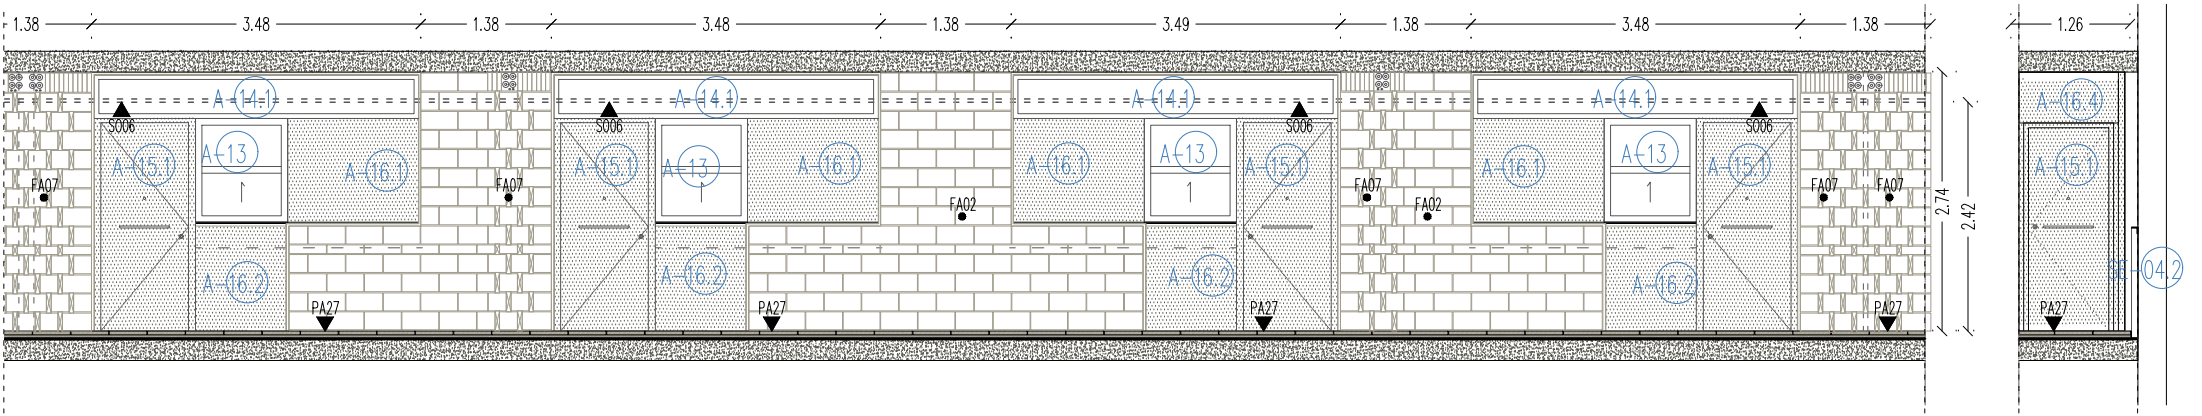 1.38 3.48 1.38 3.48 1.38 3.49 1.38 3.48 1.38 1.26
A-14.1 A-14.1 A-14.1 A-14.1 A-16.4
S006 S006 S006 S006
A-15.1 A-13 A-16.1 A-15.1 A-13 A-16.1 A-16.1 A-13 A-15.1 A-16.1 A-13 A-15.1 A-15.1
FA07 FA07 FA07 FA07 FA07
FA02 FA02
2.74
2.42
A-16.2 A-16.2 A-16.2 A-16.2 SE-04.2
PA27 PA27 PA27 PA27 PA27